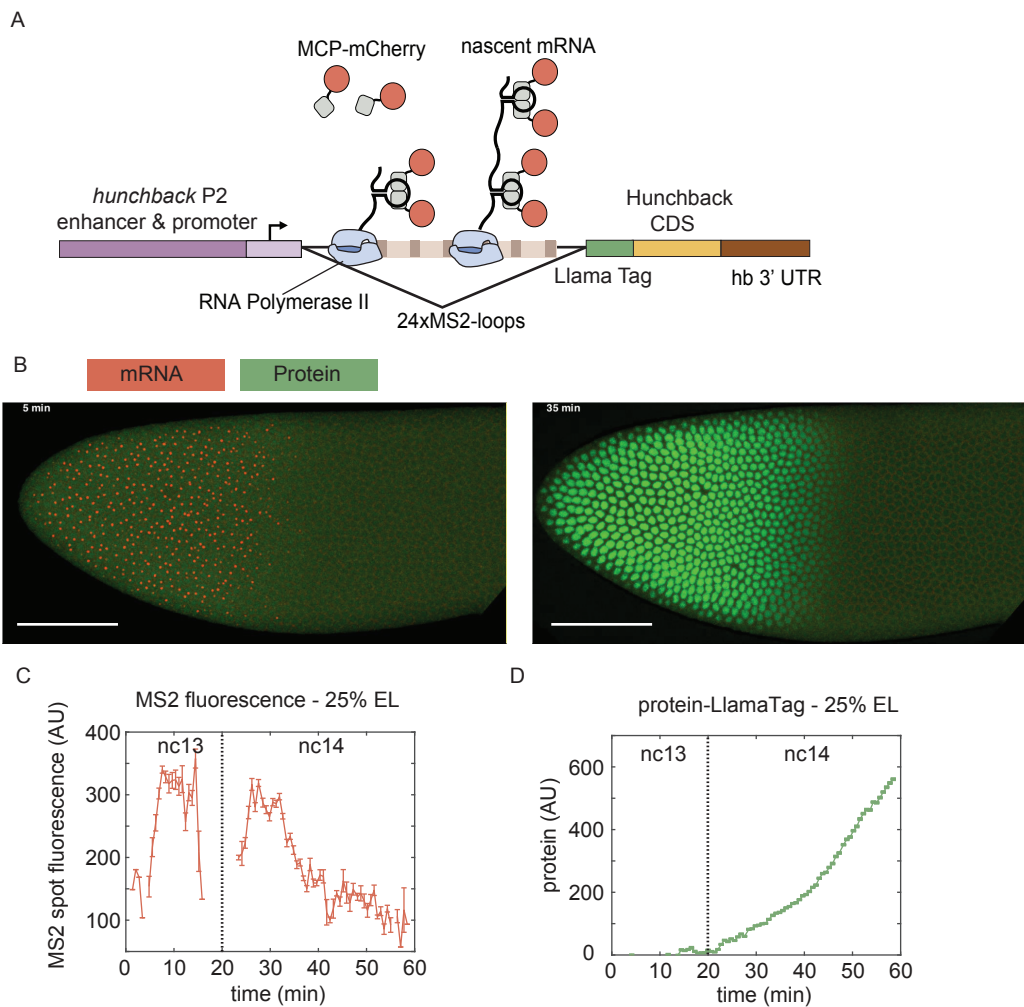 A
MCP-mCherry
nascent mRNA
hunchback P2
enhancer & promoter
Hunchback
CDS
RNA Polymerase II
Llama Tag
hb 3' UTR
24xMS2-loops
B
mRNA
Protein
5 min
35 min
C
MS2 fluorescence - 25% EL
MS2 spot fluorescence (AU)
400
300
200
100
nc13
nc14
0
10
20
30
40
50
60
time (min)
D
protein-LlamaTag - 25% EL
protein (AU)
600
400
200
0
nc13
nc14
0
10
20
30
40
50
60
time (min)